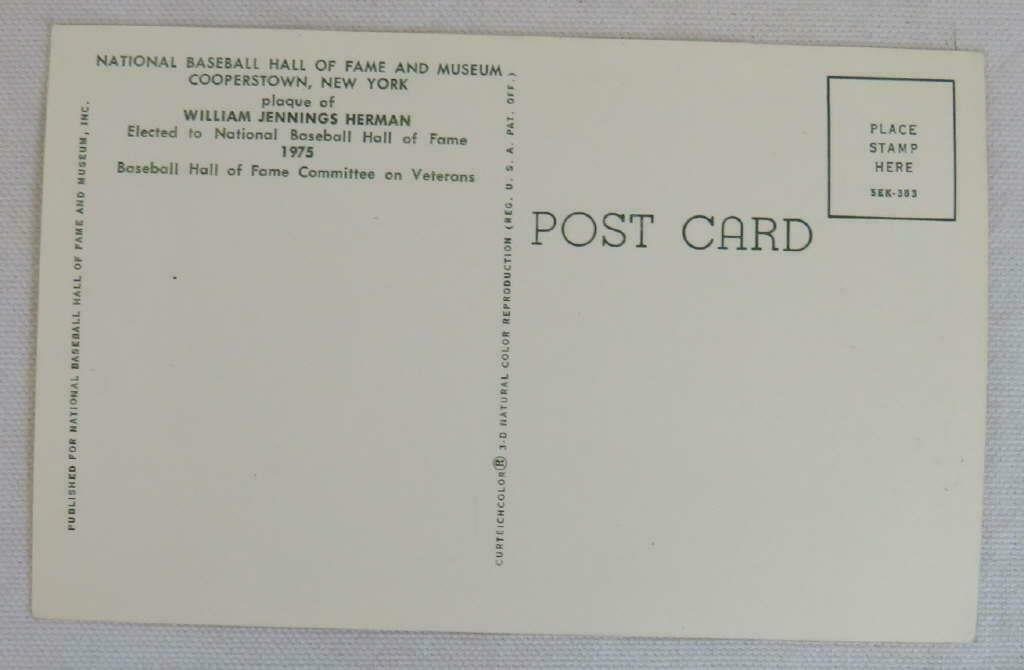 NATIONAL BASEBALL HALL OF FAME AND MUSEUM
COOPERSTOWN, NEW YORK
plaque of
WILLIAM JENNINGS HERMAN
Elected to National Baseball Hall of Fame
1975
Baseball Hall of Fame Committee on Veterans
PUBLISHED FOR NATIONAL BASEBALL HALL OF FAME AND MUSEUM, INC.
CURTEICHCOLOR® 3-D NATURAL COLOR REPRODUCTION (REG. U. S. A. PAT. OFF.)
POST CARD
PLACE
STAMP
HERE
5EK-303